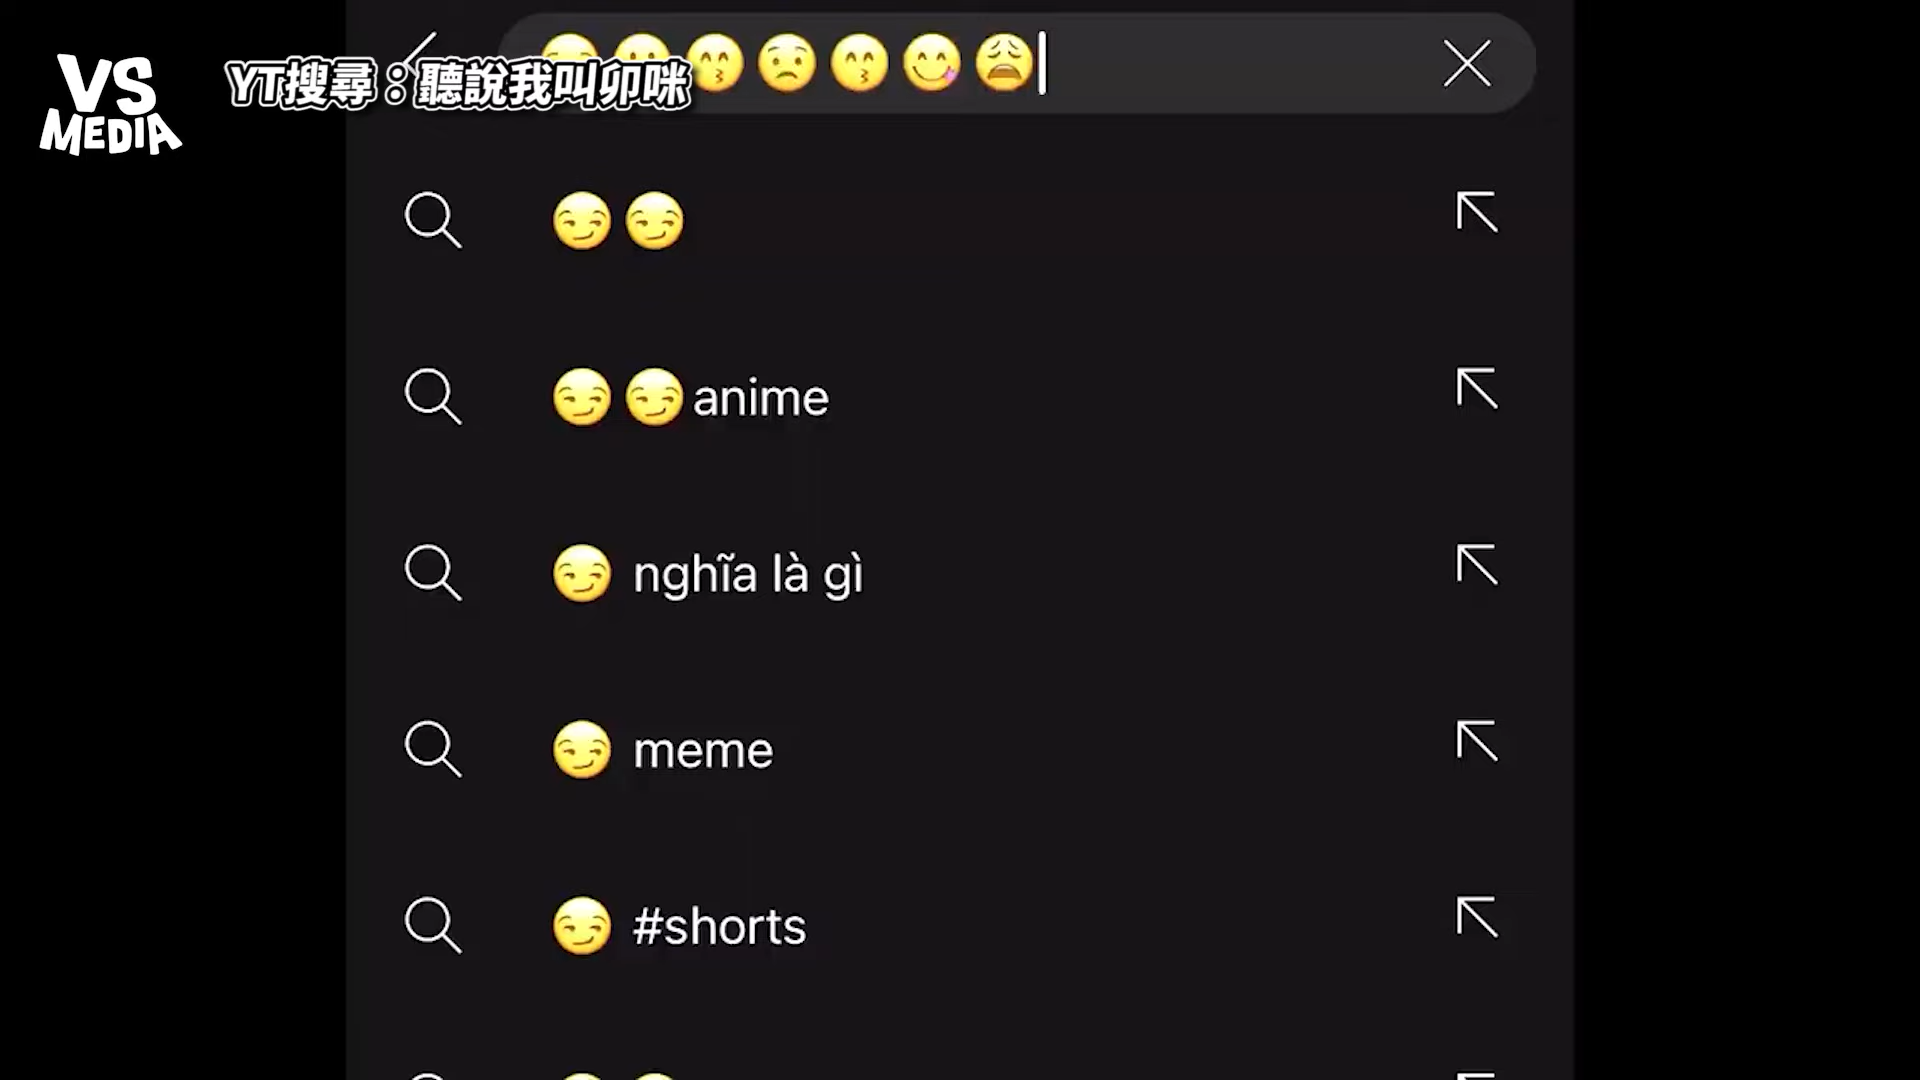 VS
MEDIA
YT搜尋：聽說我叫卯咪
😙😟😙😋😩
😏😏
😏😏anime
😏 nghĩa là gì
😏 meme
😏 #shorts